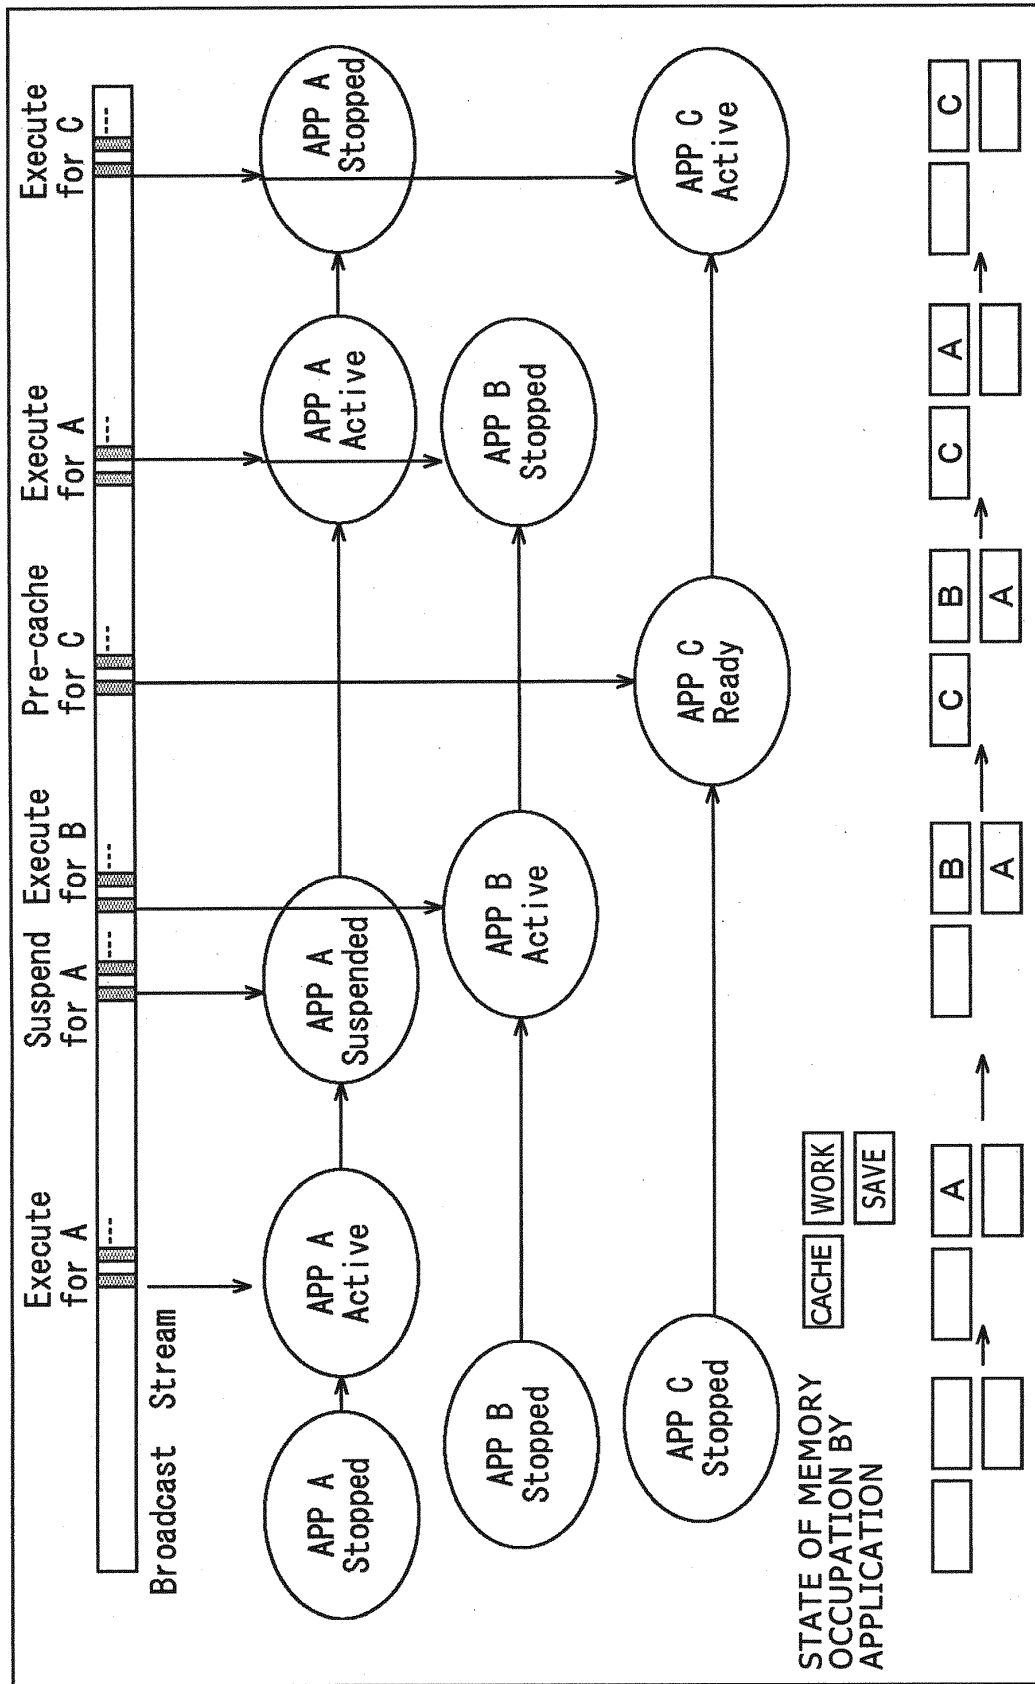 Execute
for A
Suspend
for A
Execute
for B
Pre-cache
for C
Execute
for A
Execute
for C
---
---
---
---
---
---
Broadcast Stream
APP A
Stopped
APP A
Active
APP A
Suspended
APP A
Active
APP A
Stopped
APP B
Stopped
APP B
Active
APP B
Stopped
APP C
Stopped
APP C
Ready
APP C
Active
STATE OF MEMORY
OCCUPATION BY
APPLICATION
CACHE
WORK
SAVE
A
B
A
C
B
A
C
A
C